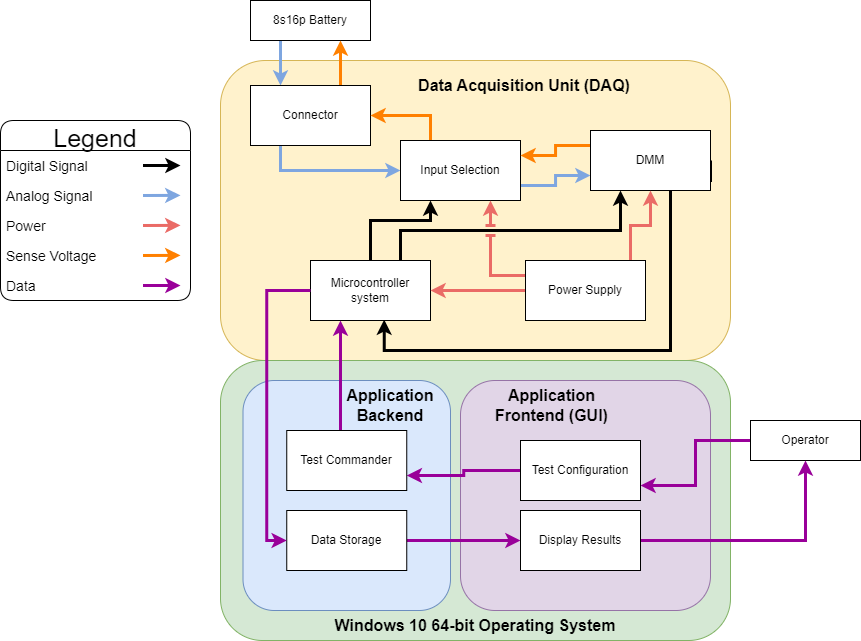 8s16p Battery
Data Acquisition Unit (DAQ)
Connector
Legend
Digital Signal
Analog Signal
Power
Sense Voltage
Data
Input Selection
DMM
Microcontroller
system
Power Supply
Application
Backend
Application
Frontend (GUI)
Test Commander
Test Configuration
Operator
Data Storage
Display Results
Windows 10 64-bit Operating System